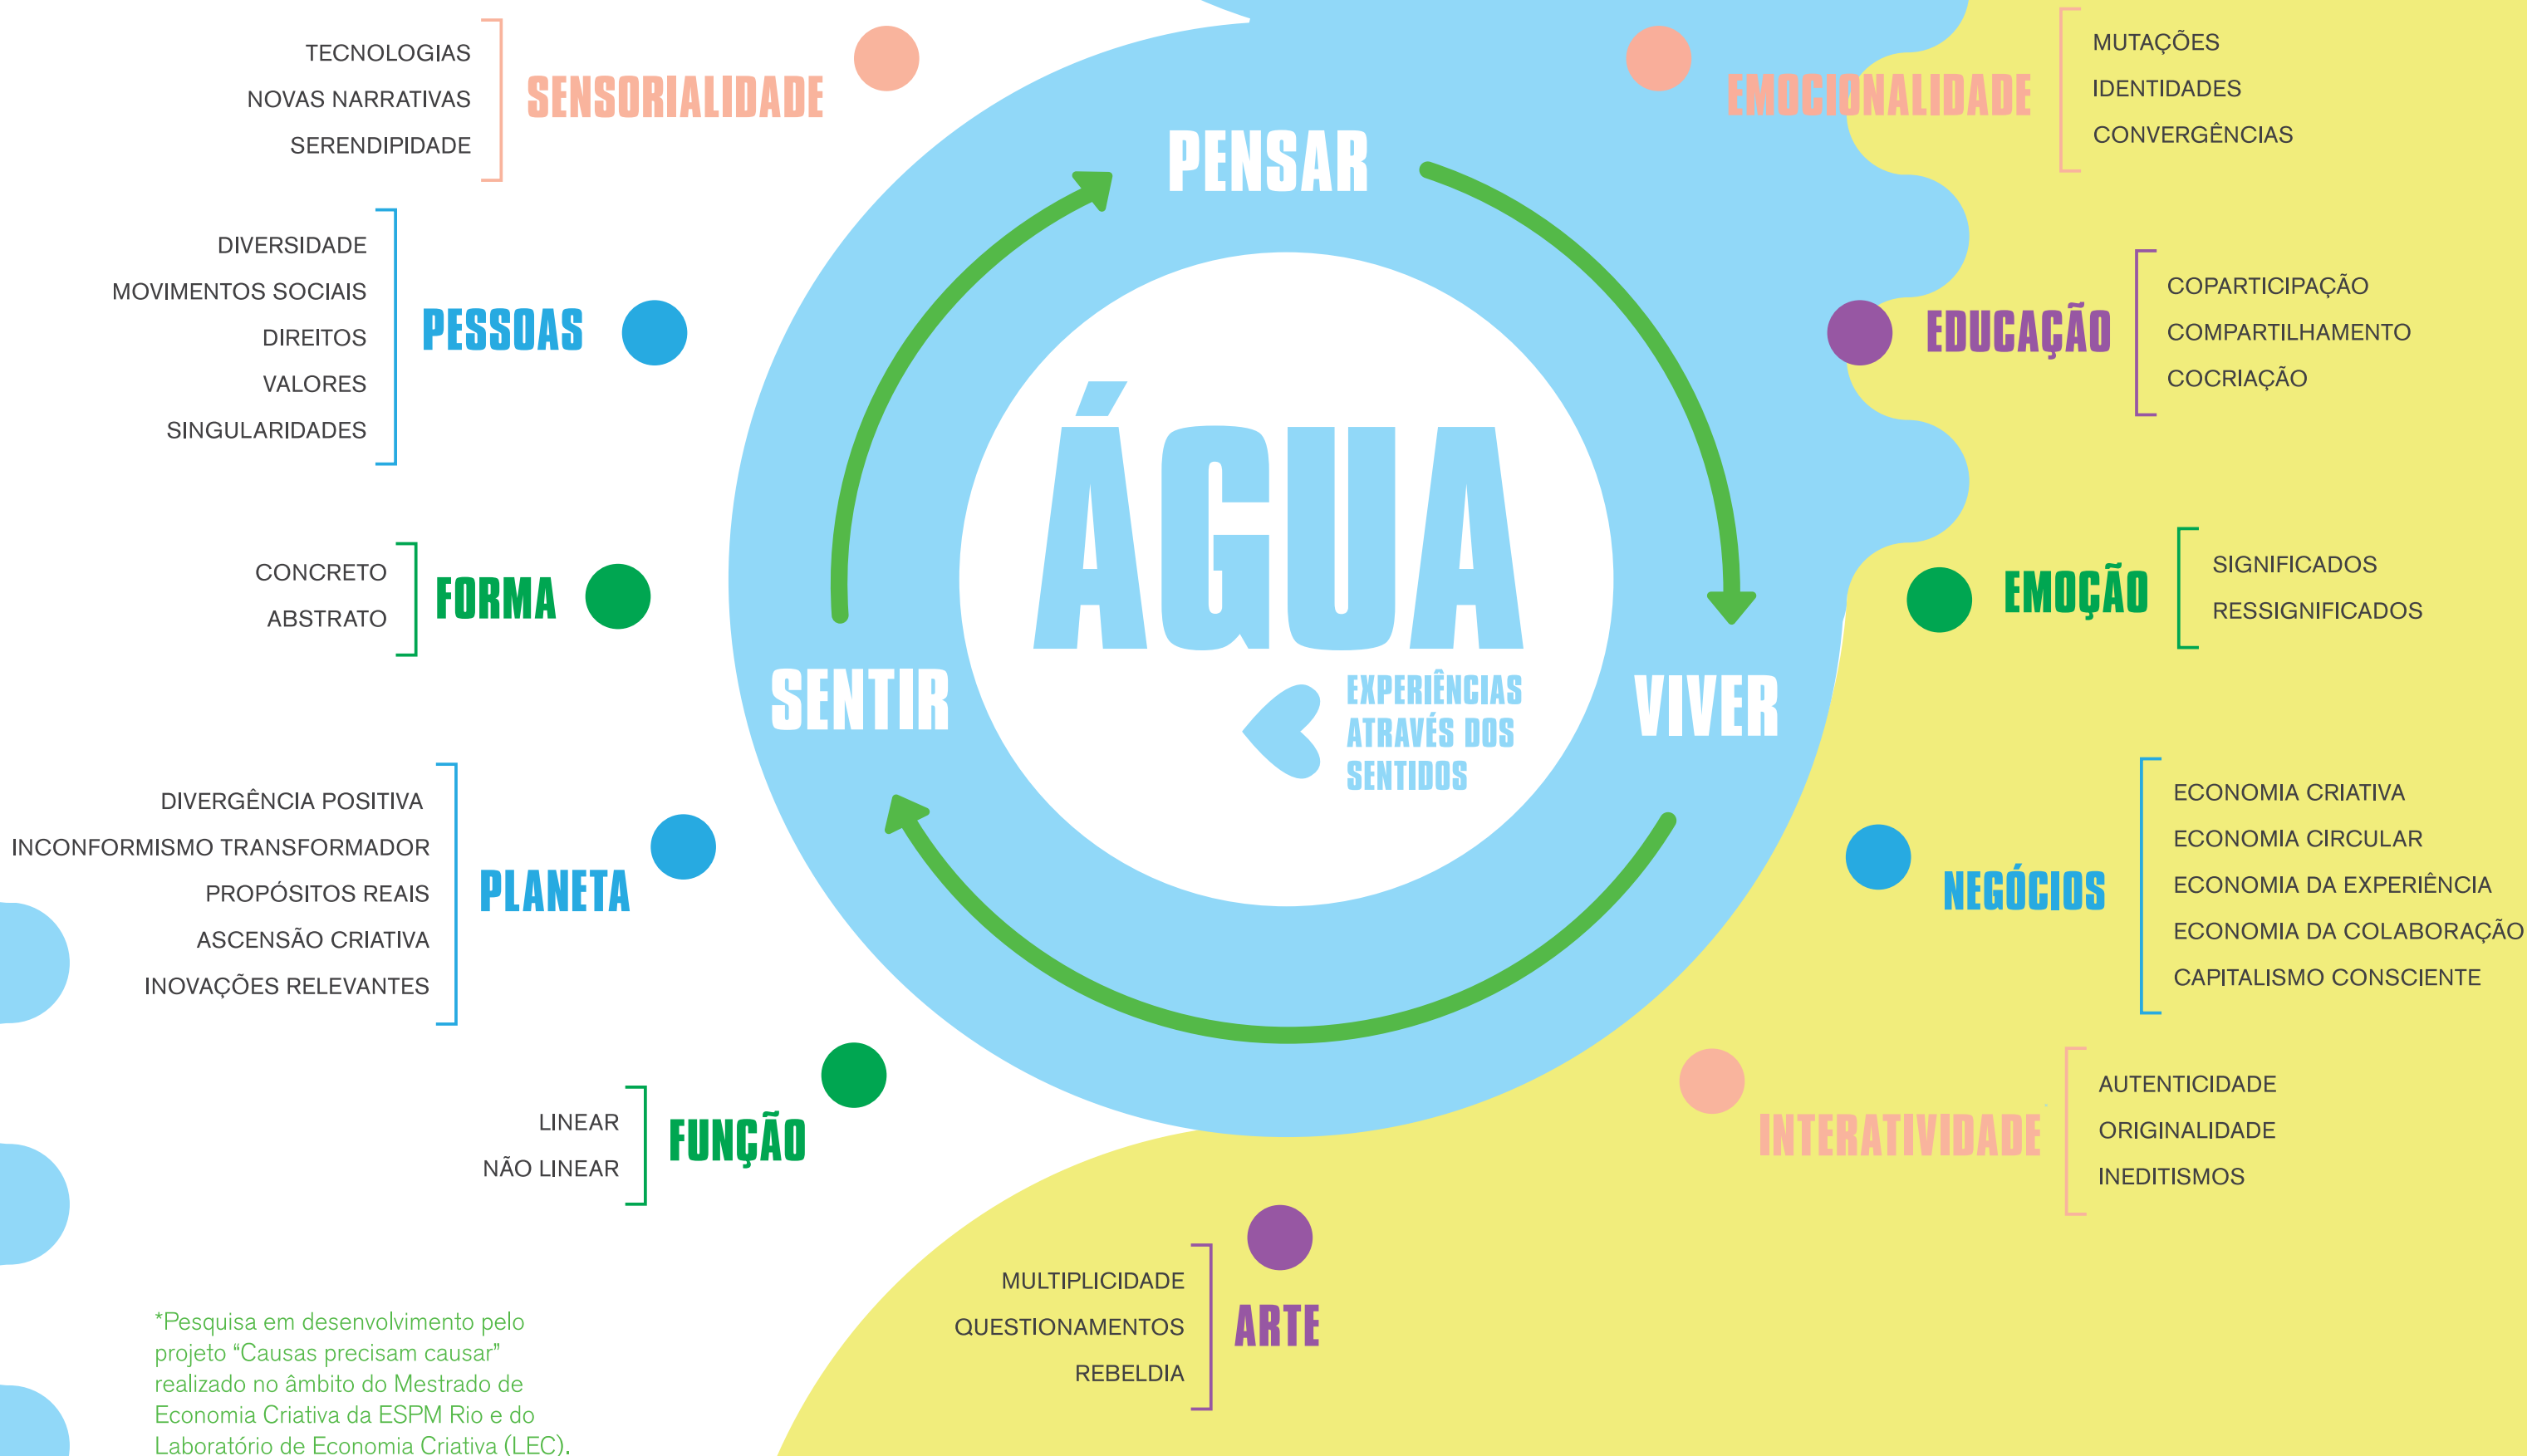 TECNOLOGIAS
NOVAS NARRATIVAS
SERENDIPIDADE
SENSORIALIDADE
DIVERSIDADE
MOVIMENTOS SOCIAIS
DIREITOS
VALORES
SINGULARIDADES
PESSOAS
CONCRETO
ABSTRATO
FORMA
DIVERGÊNCIA POSITIVA
INCONFORMISMO TRANSFORMADOR
PROPÓSITOS REAIS
ASCENSÃO CRIATIVA
INOVAÇÕES RELEVANTES
PLANETA
LINEAR
NÃO LINEAR
FUNÇÃO
PENSAR
SENTIR
VIVER
ÁGUA
EXPERIÊNCIAS
ATRAVÉS DOS
SENTIDOS
EMOCIONALIDADE
MUTAÇÕES
IDENTIDADES
CONVERGÊNCIAS
EDUCAÇÃO
COPARTICIPAÇÃO
COMPARTILHAMENTO
COCRIAÇÃO
EMOÇÃO
SIGNIFICADOS
RESSIGNIFICADOS
NEGÓCIOS
ECONOMIA CRIATIVA
ECONOMIA CIRCULAR
ECONOMIA DA EXPERIÊNCIA
ECONOMIA DA COLABORAÇÃO
CAPITALISMO CONSCIENTE
INTERATIVIDADE
AUTENTICIDADE
ORIGINALIDADE
INEDITISMOS
MULTIPLICIDADE
QUESTIONAMENTOS
REBELDIA
ARTE
*Pesquisa em desenvolvimento pelo
projeto “Causas precisam causar”
realizado no âmbito do Mestrado de
Economia Criativa da ESPM Rio e do
Laboratório de Economia Criativa (LEC).